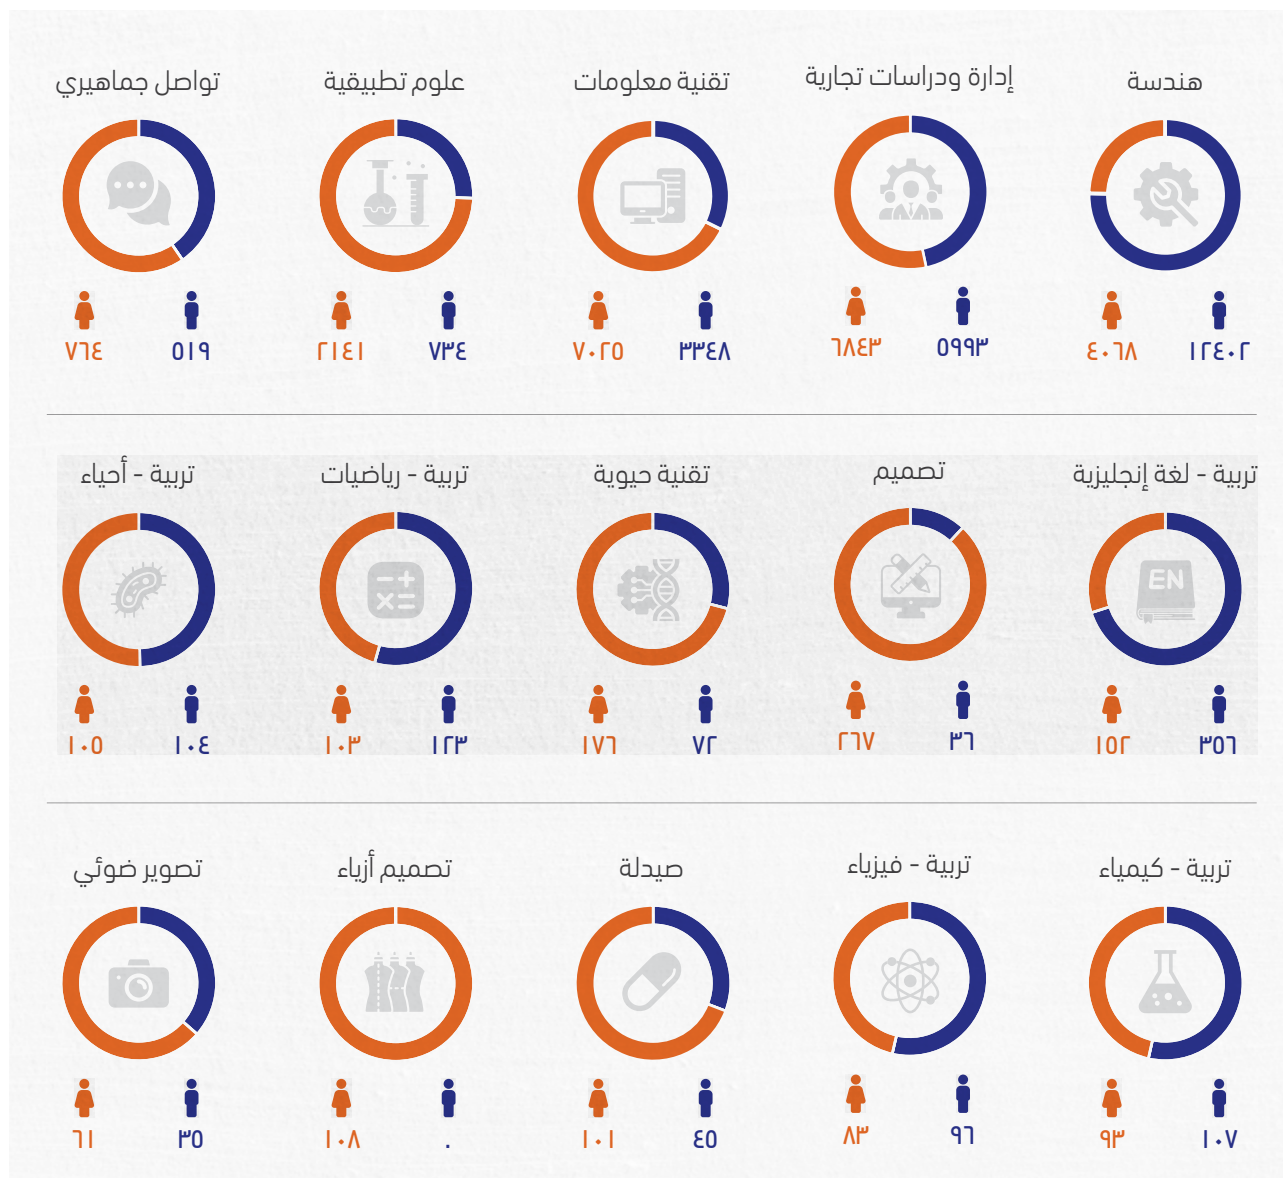 هندسة
إدارة ودراسات تجارية
تقنية معلومات
علوم تطبيقية
تواصل جماهيري
١٢٤٠٢
٤٠٦٨
٥٩٩٣
٦٨٤٣
٣٣٤٨
٧٠٢٥
٧٣٤
٢١٤١
٥١٩
٧٦٤
تربية - لغة إنجليزية
تصميم
تقنية حيوية
تربية - رياضيات
تربية - أحياء
EN
٣٥٦
١٥٢
٣٦
٢٦٧
٧٢
١٧٦
١٢٣
١٠٣
١٠٤
١٠٥
تربية - كيمياء
تربية - فيزياء
صيدلة
تصميم أزياء
تصوير ضوئي
١٠٧
٩٣
٩٦
٨٣
٤٥
١٠١
٠
١٠٨
٣٥
٦١